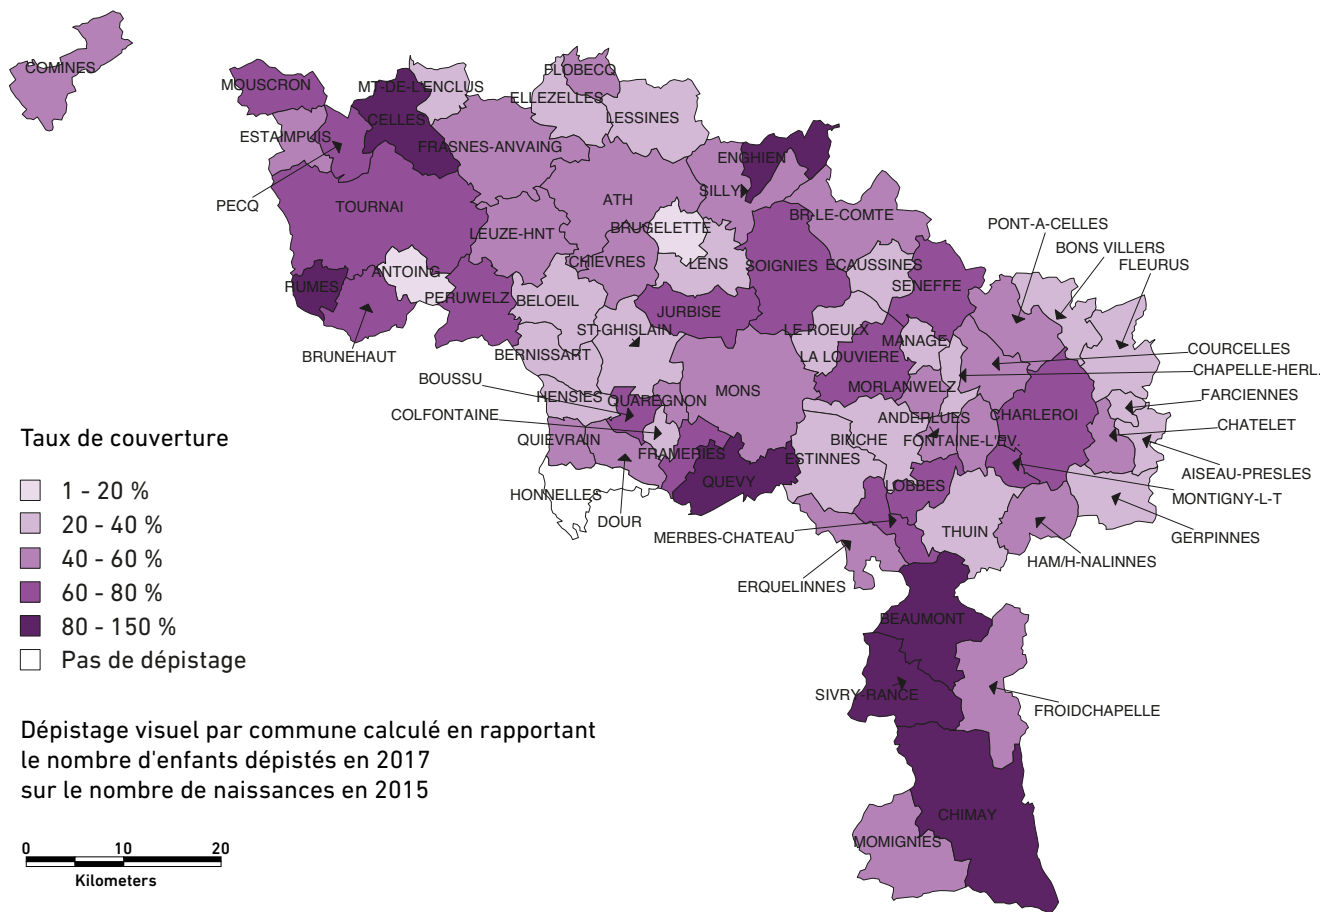 COMINES
MOUSCRON
MT-DE-L'ENCLUS
FLOBECQ
ELLEZELLES
LESSINES
CELLES
ESTAIMPUIS
FRASNES-ANVAING
ENGHIEN
SILLY
PECQ
TOURNAI
ATH
BR-LE-COMTE
LEUZE-HNT
BRUGELETTE
PONT-A-CELLES
BONS VILLERS
FLEURUS
ANTOING
CHIEVRES
LENS
SOIGNIES
ECAUSSINES
SENEFFE
RUMES
PERUWELZ
BELOEIL
JURBISE
ST-GHISLAIN
LE ROEULX
MANAGE
BRUNEHAUT
BERNISSART
LA LOUVIERE
COURCELLES
CHAPELLE-HERL.
BOUSSU
HENSIES
QUAREGNON
MONS
MORLANWELZ
FARCIENNES
COLFONTAINE
ANDERLUES
CHARLEROI
CHATELET
QUIEVRAIN
BINCHE
FONTAINE-L'EV.
FRAMERIES
ESTINNES
AISEAU-PRESLES
HONNELLES
QUEVY
LOBBES
MONTIGNY-L-T
DOUR
MERBES-CHATEAU
THUIN
GERPINNES
HAM/H-NALINNES
ERQUELINNES
BEAUMONT
SIVRY-RANCE
FROIDCHAPELLE
CHIMAY
MOMIGNIES
Taux de couverture
1 - 20 %
20 - 40 %
40 - 60 %
60 - 80 %
80 - 150 %
Pas de dépistage
Dépistage visuel par commune calculé en rapportant
le nombre d'enfants dépistés en 2017
sur le nombre de naissances en 2015
0 10 20
Kilometers